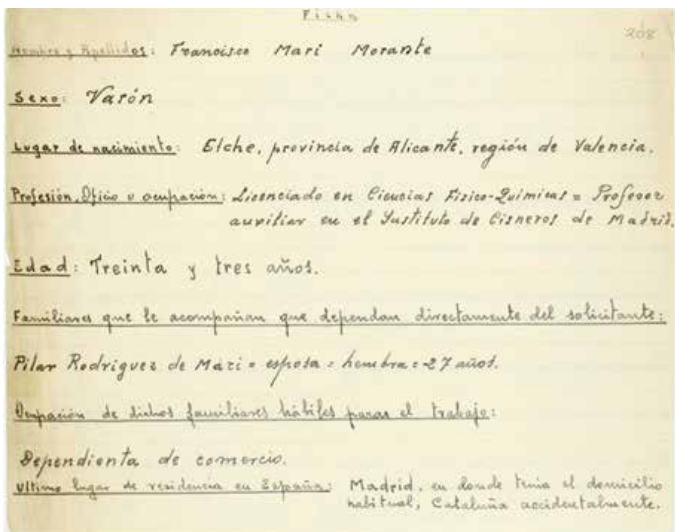 Ficha
208
Nombre y Apellidos: Francisco Mari Morante
Sexo: Varón
Lugar de nacimiento: Elche, provincia de Alicante, región de Valencia.
Profesión, Oficio u ocupación: Licenciado en Ciencias Físico-Químicas = Profesor
auxiliar en el Instituto de Cisneros de Madrid.
Edad: Treinta y tres años.
Familiares que le acompañan que dependan directamente del solicitante:
Pilar Rodriguez de Mari = esposa = hembra = 27 años.
Ocupación de dichos familiares hábiles para el trabajo:
Dependienta de comercio.
Ultimo lugar de residencia en España: Madrid, en donde tenia el domicilio
habitual, Cataluña accidentalmente.